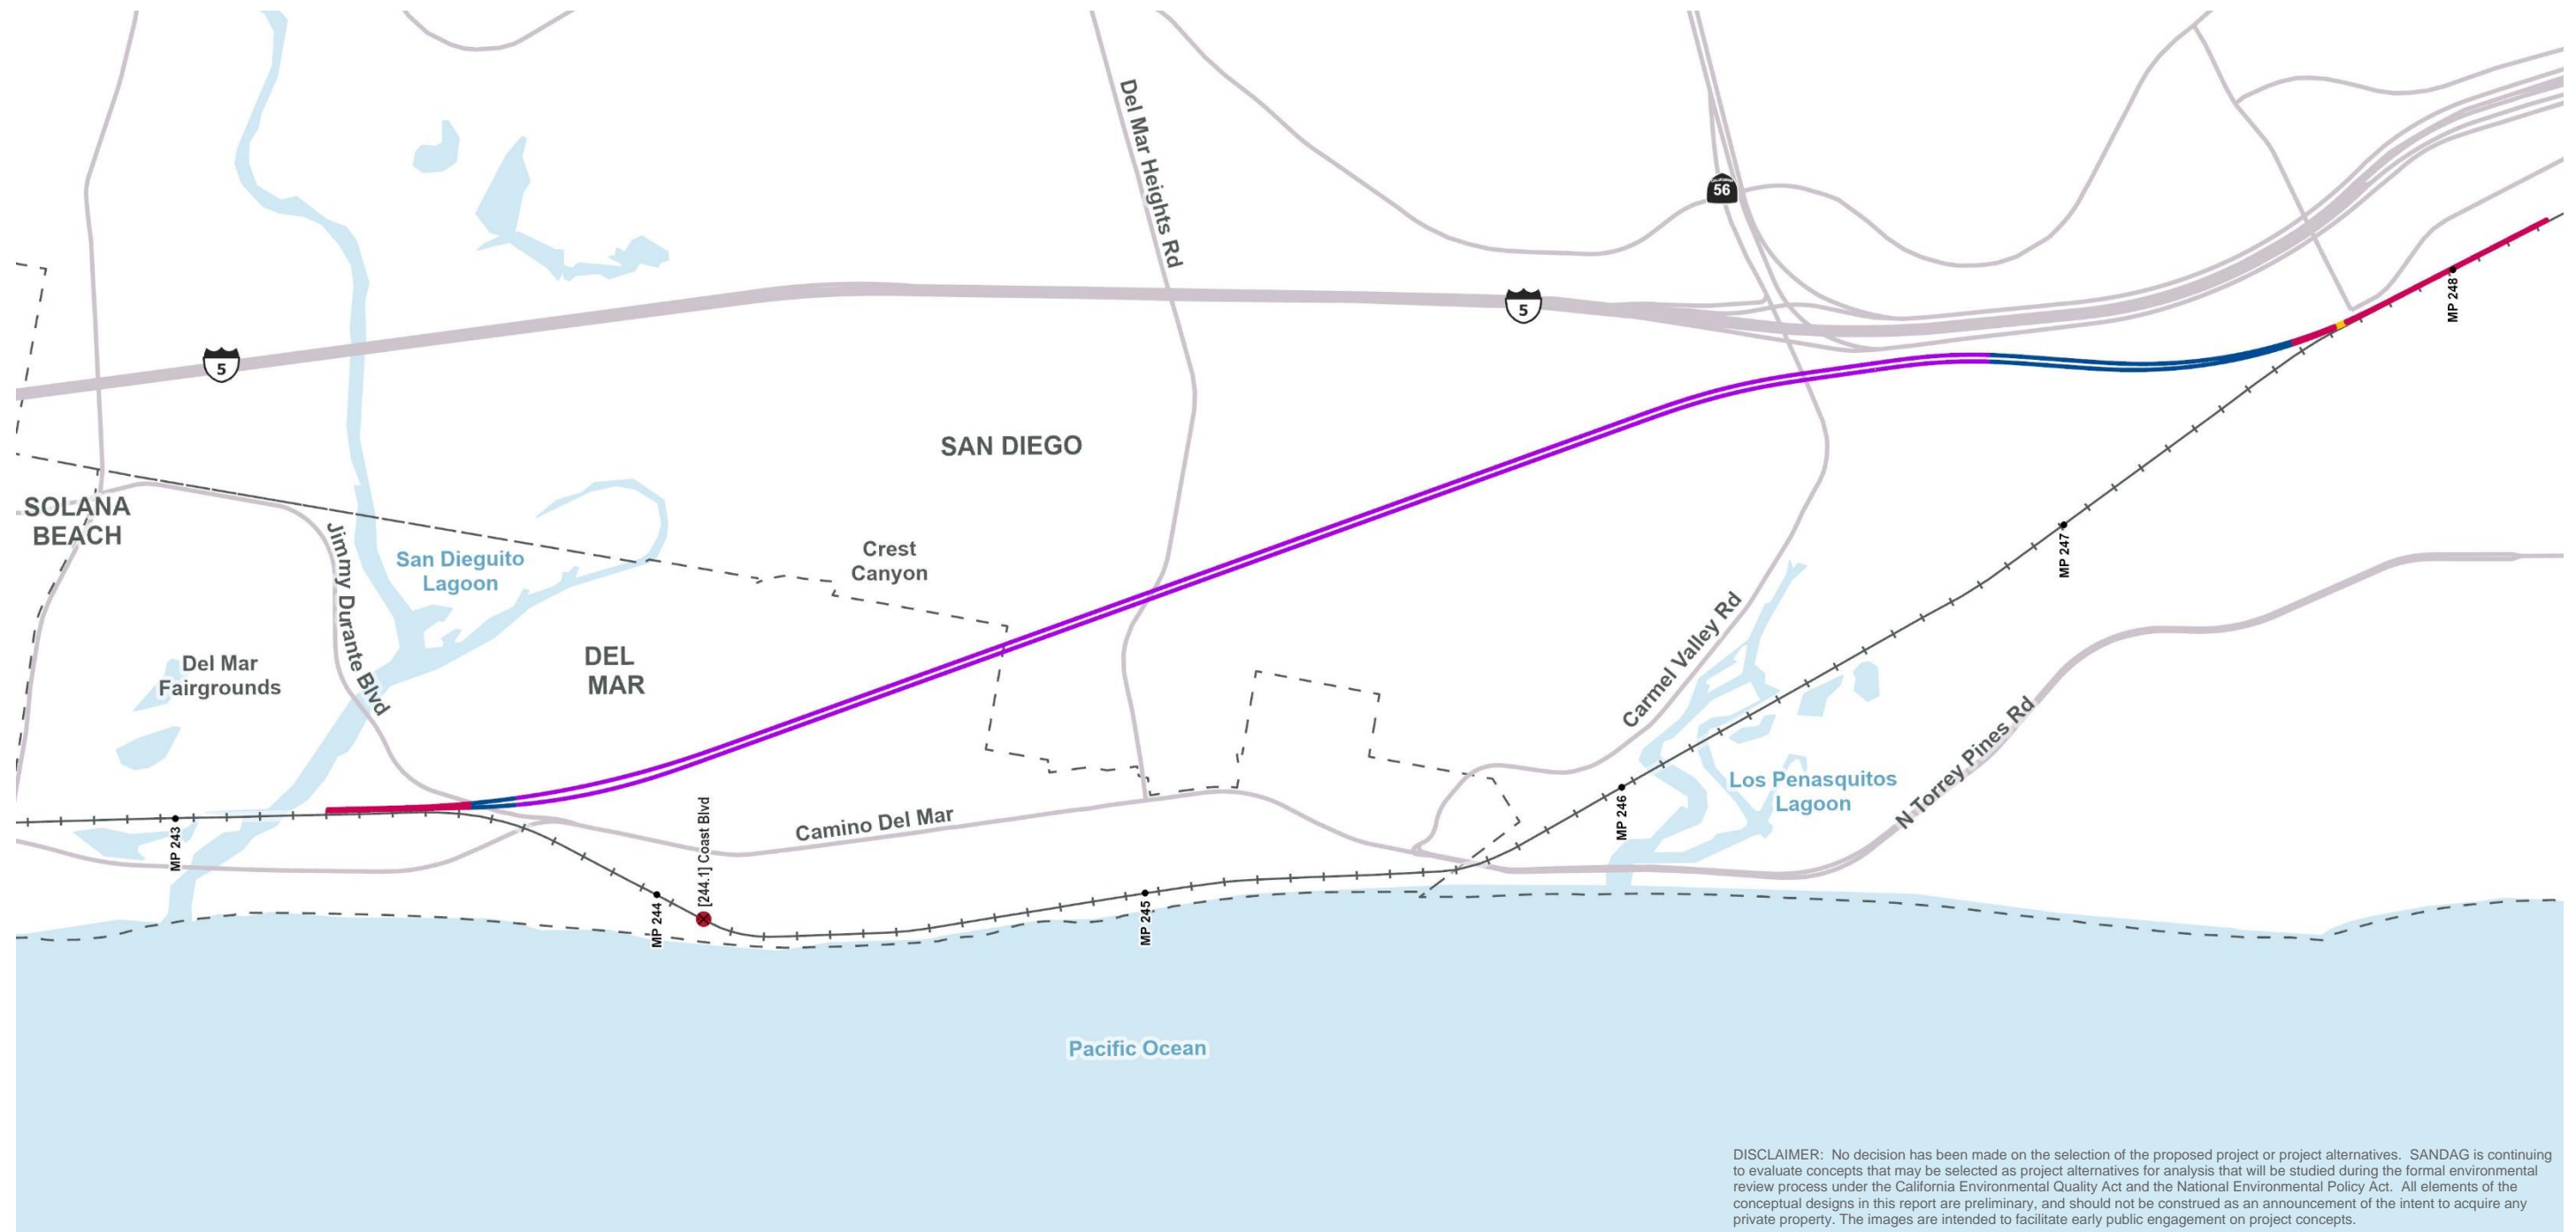 Del Mar Heights Rd
CALIFORNIA
56
5
5
SAN DIEGO
SOLANA
BEACH
Jimmy Durante Blvd
San Dieguito
Lagoon
Crest
Canyon
Del Mar
Fairgrounds
DEL
MAR
Carmel Valley Rd
N Torrey Pines Rd
Los Penasquitos
Lagoon
Camino Del Mar
[244.1] Coast Blvd
MP 243
MP 244
MP 245
MP 246
MP 247
MP 248
Pacific Ocean
DISCLAIMER: No decision has been made on the selection of the proposed project or project alternatives. SANDAG is continuing
to evaluate concepts that may be selected as project alternatives for analysis that will be studied during the formal environmental
review process under the California Environmental Quality Act and the National Environmental Policy Act. All elements of the
conceptual designs in this report are preliminary, and should not be construed as an announcement of the intent to acquire any
private property. The images are intended to facilitate early public engagement on project concepts.